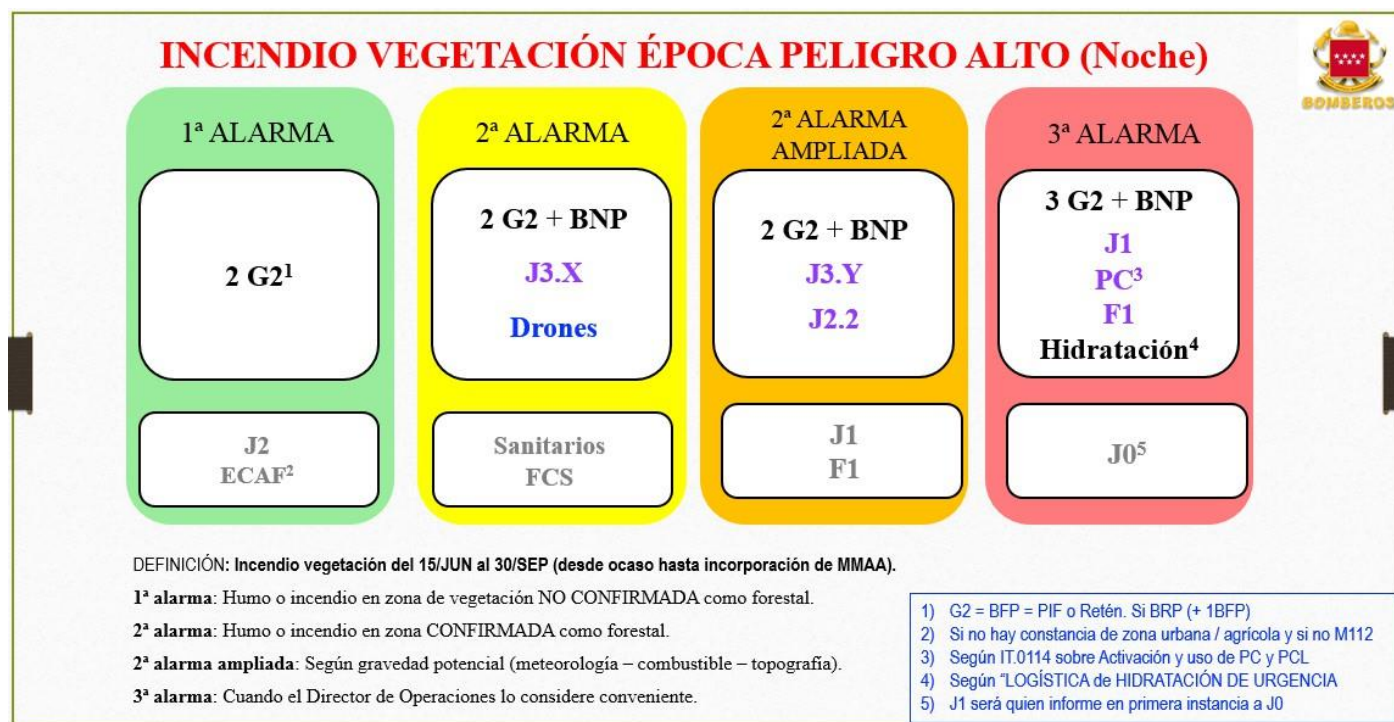 INCENDIO VEGETACIÓN ÉPOCA PELIGRO ALTO (Noche)
BOMBEROS
1ª ALARMA
2 G2¹
J2
ECAF²
2ª ALARMA
2 G2 + BNP
J3.X
Drones
Sanitarios
FCS
2ª ALARMA
AMPLIADA
2 G2 + BNP
J3.Y
J2.2
J1
F1
3ª ALARMA
3 G2 + BNP
J1
PC³
F1
Hidratación⁴
J0⁵
DEFINICIÓN: Incendio vegetación del 15/JUN al 30/SEP (desde ocaso hasta incorporación de MMAA).
1ª alarma: Humo o incendio en zona de vegetación NO CONFIRMADA como forestal.
2ª alarma: Humo o incendio en zona CONFIRMADA como forestal.
2ª alarma ampliada: Según gravedad potencial (meteorología – combustible – topografía).
3ª alarma: Cuando el Director de Operaciones lo considere conveniente.
1) G2 = BFP = PIF o Retén. Si BRP (+ 1BFP)
2) Si no hay constancia de zona urbana / agrícola y si no M112
3) Según IT.0114 sobre Activación y uso de PC y PCL
4) Según “LOGÍSTICA de HIDRATACIÓN DE URGENCIA
5) J1 será quien informe en primera instancia a J0